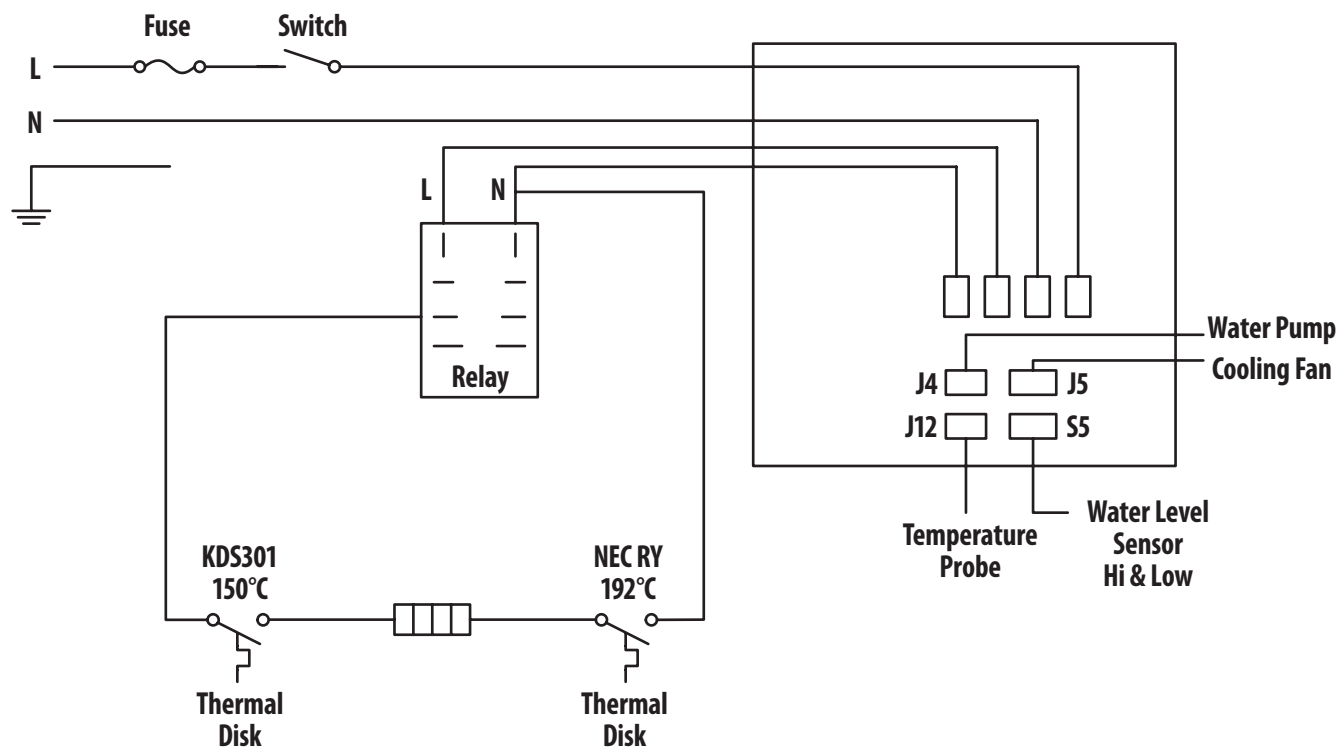 Fuse
Switch
L
N
L
N
Relay
Water Pump
Cooling Fan
J4
J5
J12
S5
Temperature
Probe
Water Level
Sensor
Hi & Low
KDS301
150°C
NEC RY
192°C
Thermal
Disk
Thermal
Disk